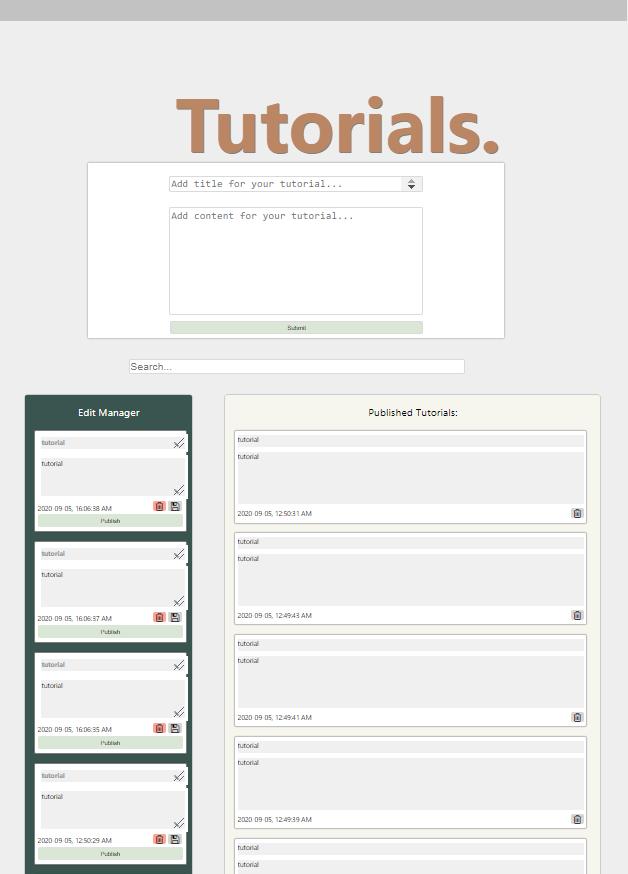 Tutorials.
Add title for your tutorial...
Add content for your tutorial...
Submit
Search...
Edit Manager
tutorial
tutorial
2020-09-05, 16:06:38 AM
Publish
tutorial
tutorial
2020-09-05, 16:06:37 AM
Publish
tutorial
tutorial
2020-09-05, 16:06:35 AM
Publish
tutorial
tutorial
2020-09-05, 12:50:29 AM
Publish
Published Tutorials:
tutorial
tutorial
2020-09-05, 12:50:31 AM
tutorial
tutorial
2020-09-05, 12:49:43 AM
tutorial
tutorial
2020-09-05, 12:49:41 AM
tutorial
tutorial
2020-09-05, 12:49:39 AM
tutorial
tutorial